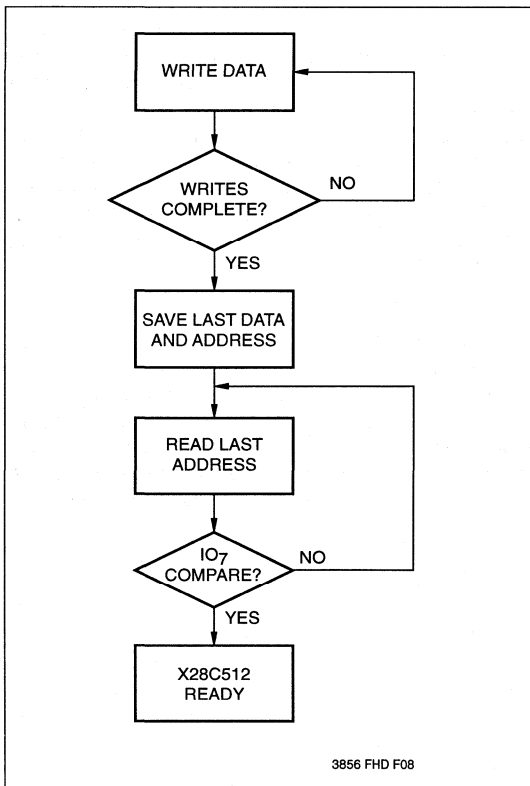 WRITE DATA
WRITES
COMPLETE?
NO
YES
SAVE LAST DATA
AND ADDRESS
READ LAST
ADDRESS
IO7
COMPARE?
NO
YES
X28C512
READY
3856 FHD F08